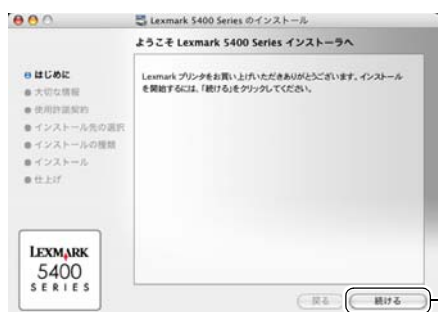 Lexmark 5400 Series のインストール
ようこそ Lexmark 5400 Series インストーラへ
はじめに
大切な情報
使用許諾契約
インストール先の選択
インストールの種類
インストール
仕上げ
Lexmark プリンタをお買い上げいただきありがとうございます。インストール
を開始するには、「続ける」をクリックしてください。
LEXMARK
5400
SERIES
戻る
続ける